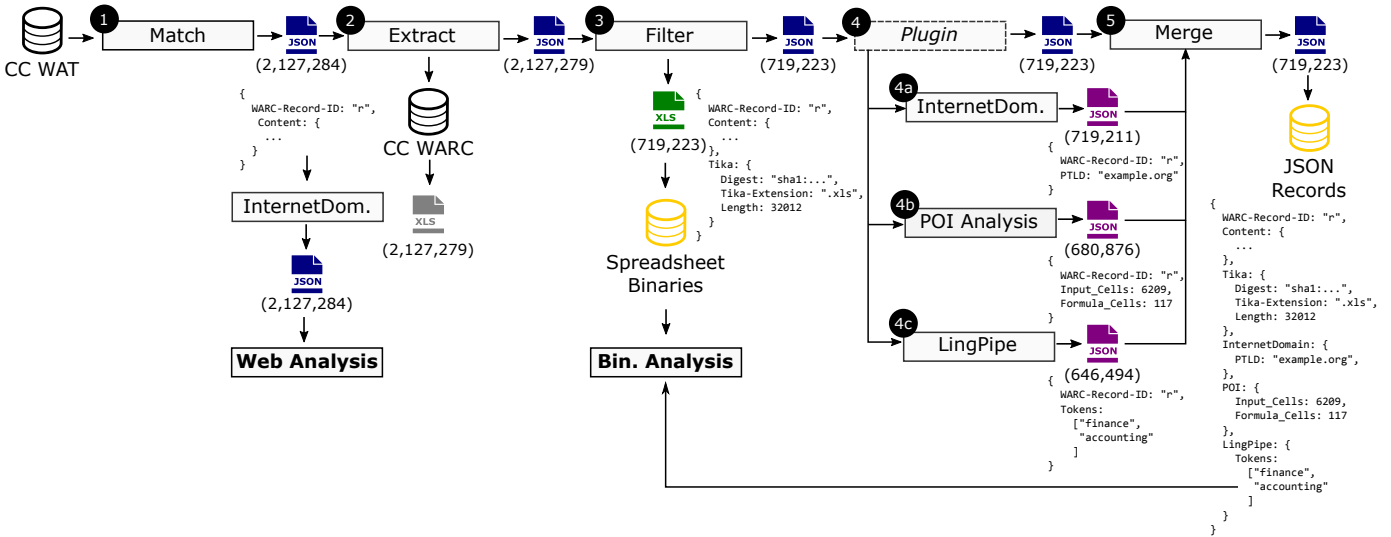 CC WAT
1
Match
JSON
(2,127,284)
{
WARC-Record-ID: "r",
Content: {
...
}
}
InternetDom.
JSON
(2,127,284)
Web Analysis
2
Extract
CC WARC
XLS
(2,127,279)
JSON
(2,127,279)
3
Filter
XLS
(719,223)
Spreadsheet
Binaries
Bin. Analysis
JSON
(719,223)
{
WARC-Record-ID: "r",
Content: {
...
},
Tika: {
Digest: "sha1:...",
Tika-Extension: ".xls",
Length: 32012
}
}
4
Plugin
JSON
(719,223)
4a
InternetDom.
JSON
(719,211)
{
WARC-Record-ID: "r",
PTLD: "example.org"
}
4b
POI Analysis
JSON
(680,876)
{
WARC-Record-ID: "r",
Input_Cells: 6209,
Formula_Cells: 117
}
4c
LingPipe
JSON
(646,494)
{
WARC-Record-ID: "r",
Tokens:
["finance",
"accounting"
]
}
5
Merge
JSON
(719,223)
JSON
Records
{
WARC-Record-ID: "r",
Content: {
...
},
Tika: {
Digest: "sha1:...",
Tika-Extension: ".xls",
Length: 32012
},
InternetDomain: {
PTLD: "example.org",
},
POI: {
Input_Cells: 6209,
Formula_Cells: 117
},
LingPipe: {
Tokens:
["finance",
"accounting"
]
}
}